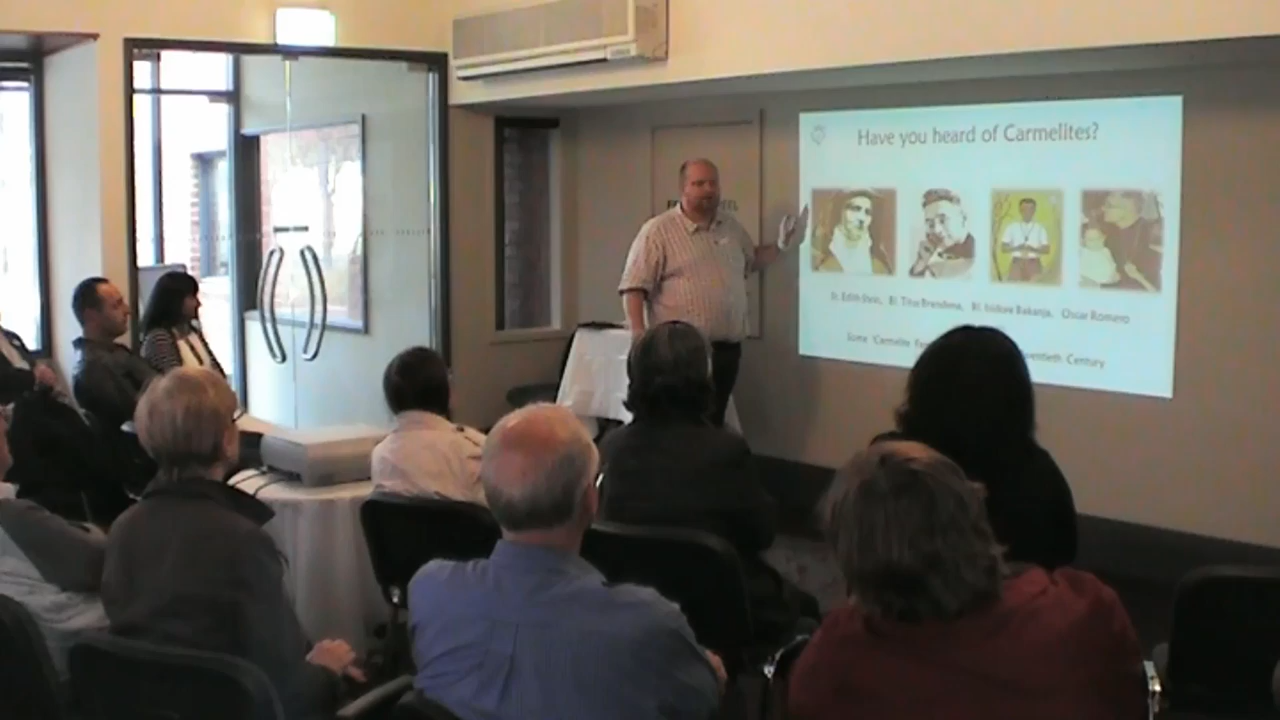 Have you heard of Carmelites?
St. Edith Stein, Bl. Titus Brandsma, Bl. Isidore Bakanja, Oscar Romero
Some 'Carmelite Century